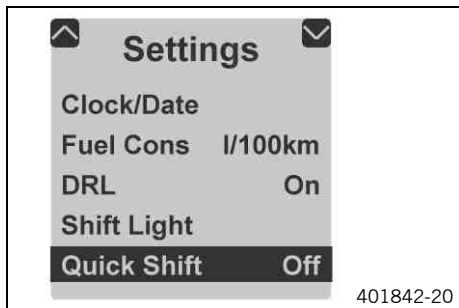 Settings
Clock/Date
Fuel Cons l/100km
DRL On
Shift Light
Quick Shift Off
401842-20